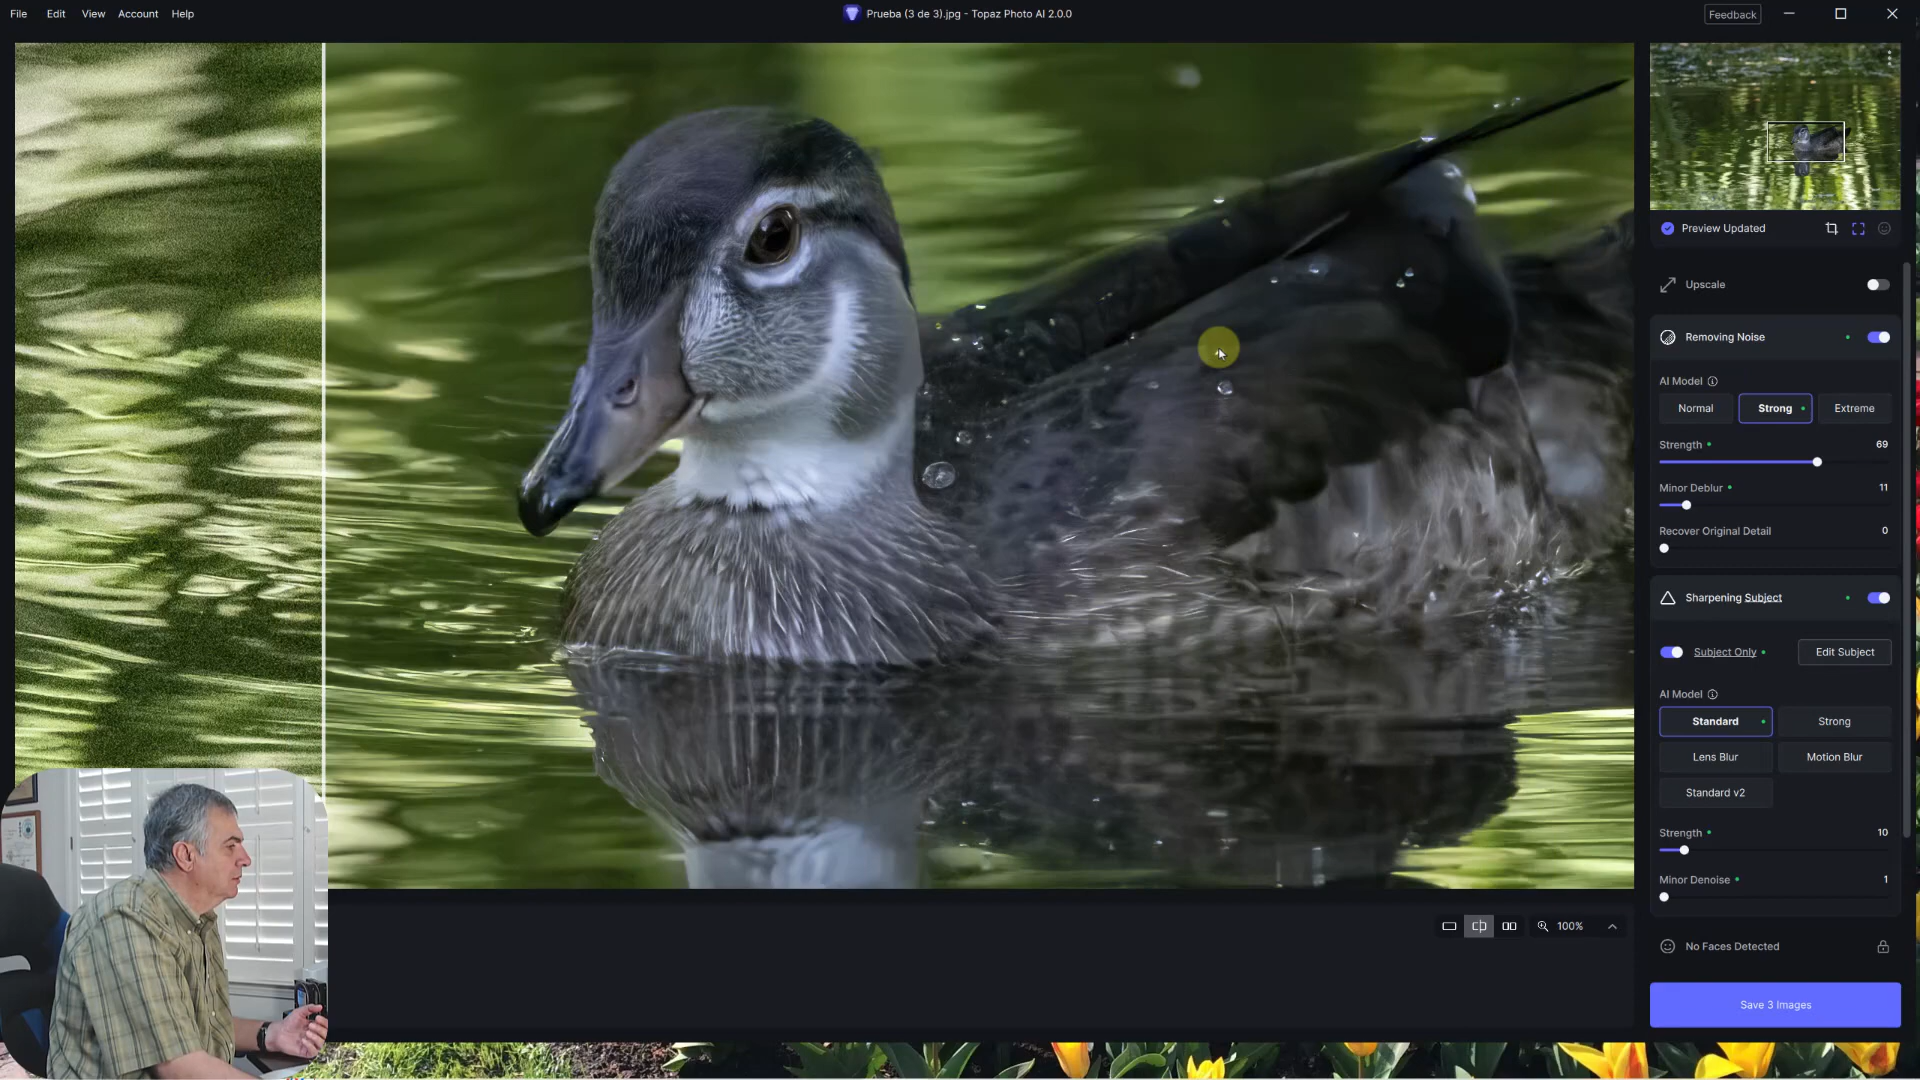 File Edit View Account Help
Prueba (3 de 3).jpg - Topaz Photo AI 2.0.0
Feedback
Preview Updated
Upscale
Removing Noise
AI Model
Normal Strong Extreme
Strength 69
Minor Deblur 11
Recover Original Detail 0
Sharpening Subject
Subject Only Edit Subject
AI Model
Standard Strong
Lens Blur Motion Blur
Standard v2
Strength 10
Minor Denoise 1
100%
No Faces Detected
Save 3 Images